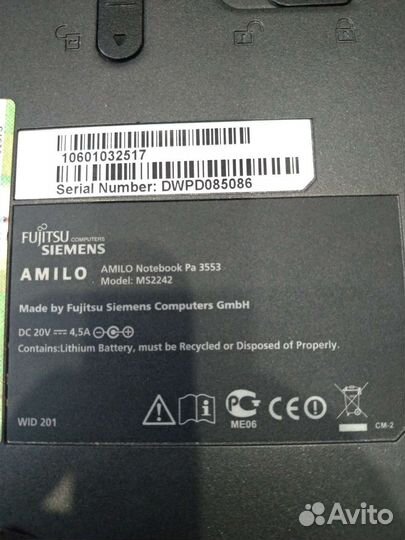 10601032517
Serial Number: DWPD085086
FUJITSU COMPUTERS
SIEMENS
AMILO
AMILO Notebook Pa 3553
Model: MS2242
Made by Fujitsu Siemens Computers GmbH
DC 20V 4,5A
Contains:Lithium Battery, must be Recycled or Disposed of Properly.
WID 201
ME06
CE
CM-2
Avito